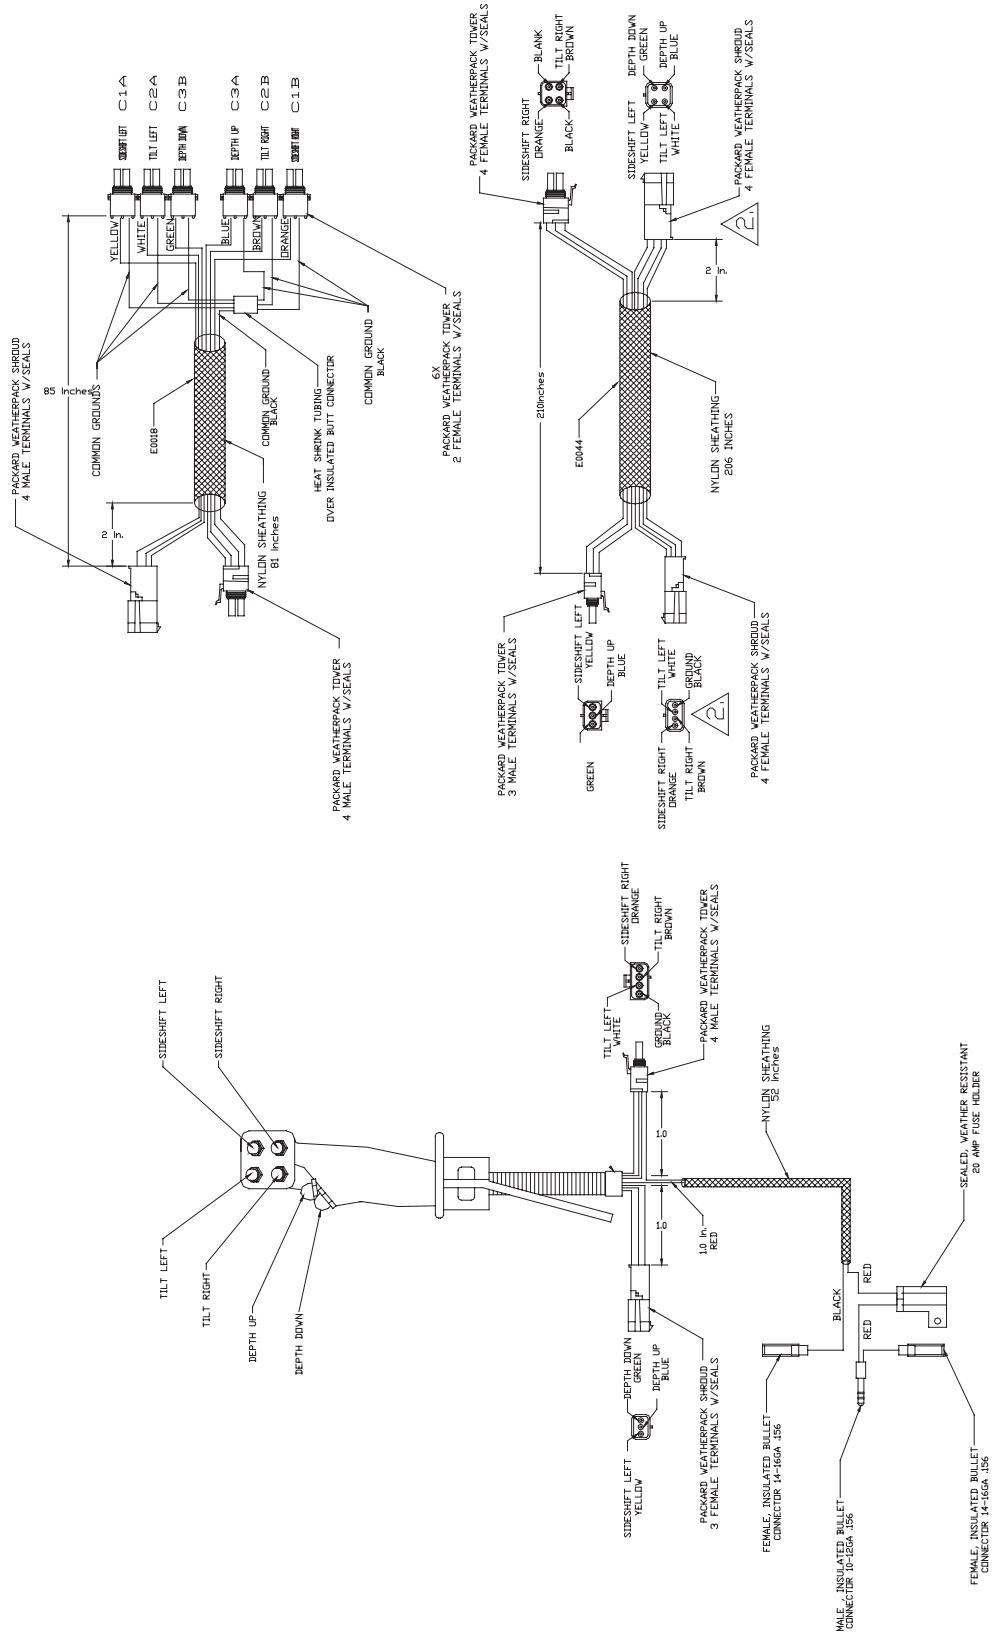 PACKARD WEATHERPACK SHROUD
4 MALE TERMINALS W/SEALS
85 Inches
COMMON GROUNDS
E0018
2 In.
NYLON SHEATHING
81 Inches
COMMON GROUND
BLACK
HEAT SHRINK TUBING
OVER INSULATED BUTT CONNECTOR
COMMON GROUND
BLACK
6X
PACKARD WEATHERPACK TOWER
2 FEMALE TERMINALS W/SEALS
PACKARD WEATHERPACK TOWER
4 MALE TERMINALS W/SEALS
YELLOW
WHITE
GREEN
BLUE
BROWN
ORANGE
SIDESHIFT LEFT C1A
TILT LEFT C2A
DEPTH DOWN C3B
DEPTH UP C3A
TILT RIGHT C2B
SIDESHIFT RIGHT C1B
PACKARD WEATHERPACK TOWER
4 FEMALE TERMINALS W/SEALS
SIDESHIFT RIGHT
ORANGE
BLANK
BLACK
TILT RIGHT
BROWN
SIDESHIFT LEFT
YELLOW
DEPTH DOWN
GREEN
TILT LEFT
WHITE
DEPTH UP
BLUE
PACKARD WEATHERPACK SHROUD
4 FEMALE TERMINALS W/SEALS
2.
2 In.
210Inches
E0044
NYLON SHEATHING
206 INCHES
PACKARD WEATHERPACK TOWER
3 MALE TERMINALS W/SEALS
SIDESHIFT LEFT
YELLOW
DEPTH UP
BLUE
GREEN
TILT LEFT
WHITE
GROUND
BLACK
SIDESHIFT RIGHT
ORANGE
TILT RIGHT
BROWN
2.
PACKARD WEATHERPACK SHROUD
4 FEMALE TERMINALS W/SEALS
SIDESHIFT LEFT
SIDESHIFT RIGHT
TILT LEFT
TILT RIGHT
DEPTH UP
DEPTH DOWN
SIDESHIFT RIGHT
ORANGE
TILT RIGHT
BROWN
TILT LEFT
WHITE
GROUND
BLACK
PACKARD WEATHERPACK TOWER
4 MALE TERMINALS W/SEALS
1.0
1.0
1.0 In.
RED
NYLON SHEATHING
52 Inches
DEPTH DOWN
GREEN
DEPTH UP
BLUE
SIDESHIFT LEFT
YELLOW
PACKARD WEATHERPACK SHROUD
3 FEMALE TERMINALS W/SEALS
BLACK
RED
RED
SEALED, WEATHER RESISTANT
20 AMP FUSE HOLDER
FEMALE, INSULATED BULLET
CONNECTOR 14-16GA .156
MALE , INSULATED BULLET
CONNECTOR 10-12GA .156
FEMALE, INSULATED BULLET
CONNECTOR 14-16GA .156